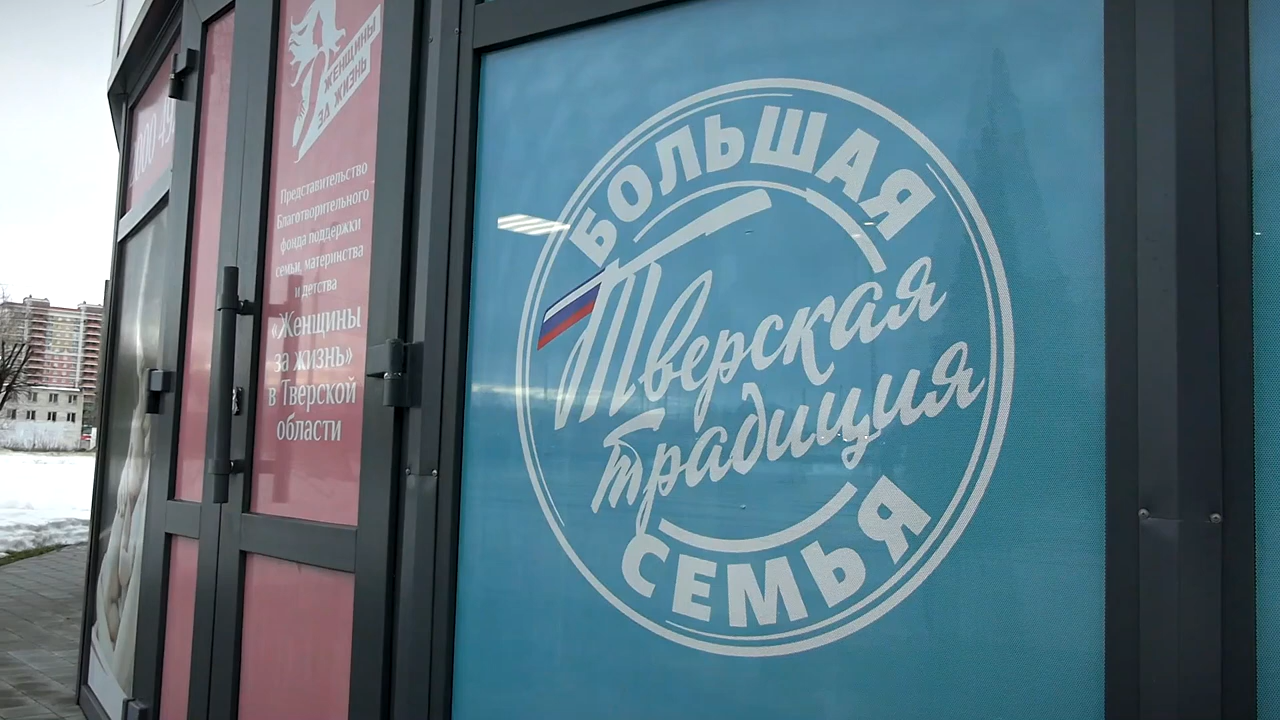 ЖЕНЩИНЫ
ЗА ЖИЗНЬ
Представительство
Благотворительного
фонда поддержки
семьи, материнства
и детства
«Женщины
за жизнь»
в Тверской
области
БОЛЬШАЯ
Тверская
традиция
СЕМЬЯ